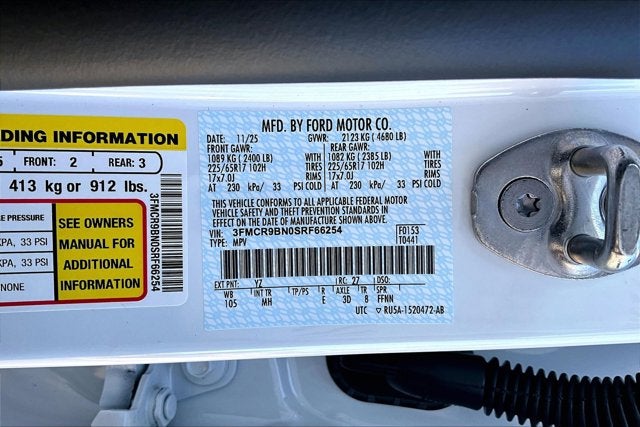 DING INFORMATION
5 FRONT: 2 REAR: 3
413 kg or 912 lbs.
E PRESSURE
KPA, 33 PSI
KPA, 33 PSI
NONE
SEE OWNERS
MANUAL FOR
ADDITIONAL
INFORMATION
3FMCR9BN0SRF66254
MFD. BY FORD MOTOR CO.
DATE: 11/25 GVWR: 2123 KG ( 4680 LB)
FRONT GAWR: REAR GAWR:
1089 KG ( 2400 LB) 1082 KG ( 2385 LB)
225/65R17 102H 225/65R17 102H
17x7.0J RIMS 17x7.0J RIMS
AT 230 kPa/ 33 PSI COLD AT 230 kPa/ 33 PSI COLD
THIS VEHICLE CONFORMS TO ALL APPLICABLE FEDERAL MOTOR
VEHICLE SAFETY AND THEFT PREVENTION STANDARDS IN
EFFECT ON THE DATE OF MANUFACTURE SHOWN ABOVE.
VIN: 3FMCR9BN0SRF66254 F0153
TYPE: MPV T0441
EXT PNT: YZ RC: 27 DSO:
WB INT TR TP/PS R AXLE TR SPR
105 MH E 3D 8 FFNN
UTC ▽ RU5A-1520472-AB